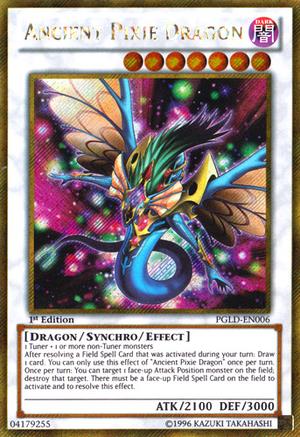 ANCIENT PIXIE DRAGON
DARK
闇
1st Edition
PGLD-EN006
[DRAGON/SYNCHRO/EFFECT]
1 Tuner + 1 or more non-Tuner monsters
After resolving a Field Spell Card that was activated during your turn: Draw
1 card. You can only use this effect of "Ancient Pixie Dragon" once per turn.
Once per turn: You can target 1 face-up Attack Position monster on the field;
destroy that target. There must be a face-up Field Spell Card on the field to
activate and to resolve this effect.
ATK/2100 DEF/3000
04179255
©1996 KAZUKI TAKAHASHI